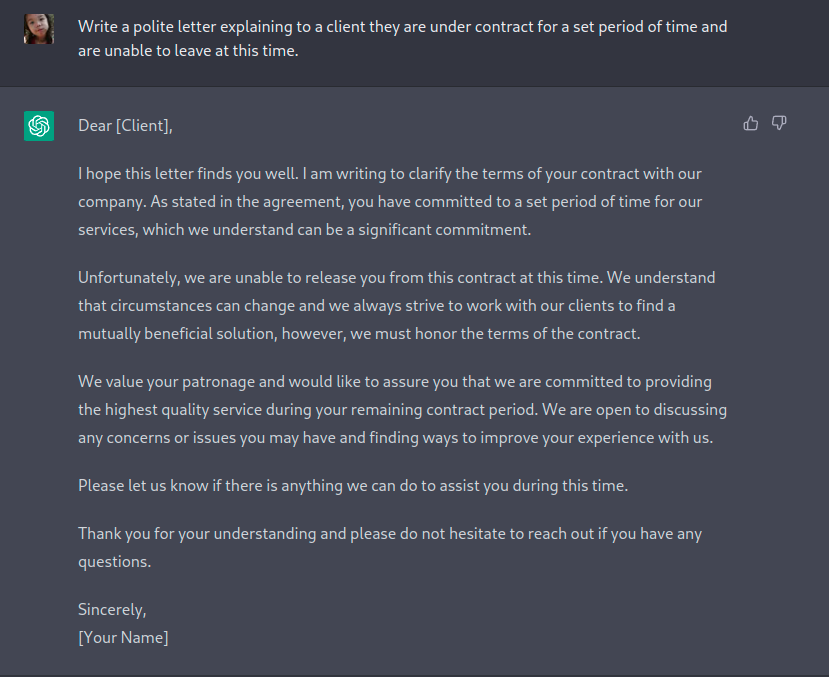 Write a polite letter explaining to a client they are under contract for a set period of time and
are unable to leave at this time.
Dear [Client],
I hope this letter finds you well. I am writing to clarify the terms of your contract with our
company. As stated in the agreement, you have committed to a set period of time for our
services, which we understand can be a significant commitment.
Unfortunately, we are unable to release you from this contract at this time. We understand
that circumstances can change and we always strive to work with our clients to find a
mutually beneficial solution, however, we must honor the terms of the contract.
We value your patronage and would like to assure you that we are committed to providing
the highest quality service during your remaining contract period. We are open to discussing
any concerns or issues you may have and finding ways to improve your experience with us.
Please let us know if there is anything we can do to assist you during this time.
Thank you for your understanding and please do not hesitate to reach out if you have any
questions.
Sincerely,
[Your Name]